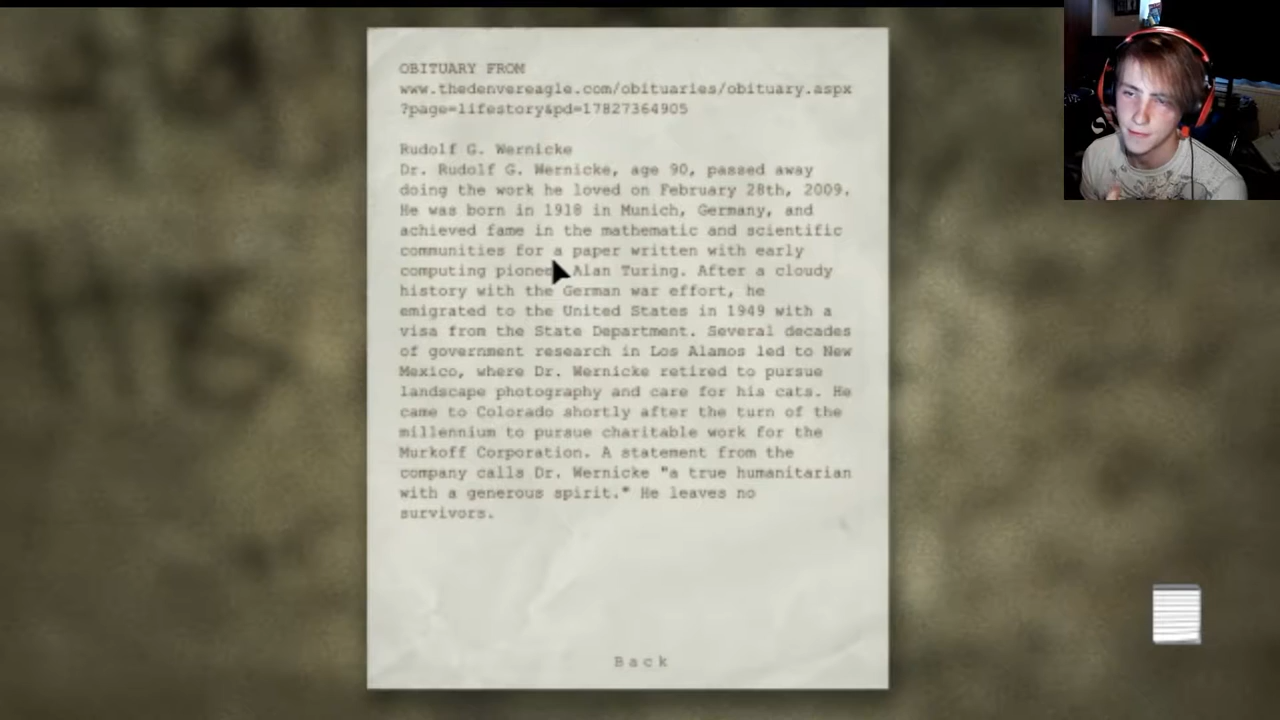 OBITUARY FROM
www.thedenvereagle.com/obituaries/obituary.aspx
?page=lifestory&pd=17827364905
Rudolf G. Wernicke
Dr. Rudolf G. Wernicke, age 90, passed away
doing the work he loved on February 28th, 2009.
He was born in 1918 in Munich, Germany, and
achieved fame in the mathematic and scientific
communities for a paper written with early
computing pioneer Alan Turing. After a cloudy
history with the German war effort, he
emigrated to the United States in 1949 with a
visa from the State Department. Several decades
of government research in Los Alamos led to New
Mexico, where Dr. Wernicke retired to pursue
landscape photography and care for his cats. He
came to Colorado shortly after the turn of the
millennium to pursue charitable work for the
Murkoff Corporation. A statement from the
company calls Dr. Wernicke "a true humanitarian
with a generous spirit." He leaves no
survivors.
Back